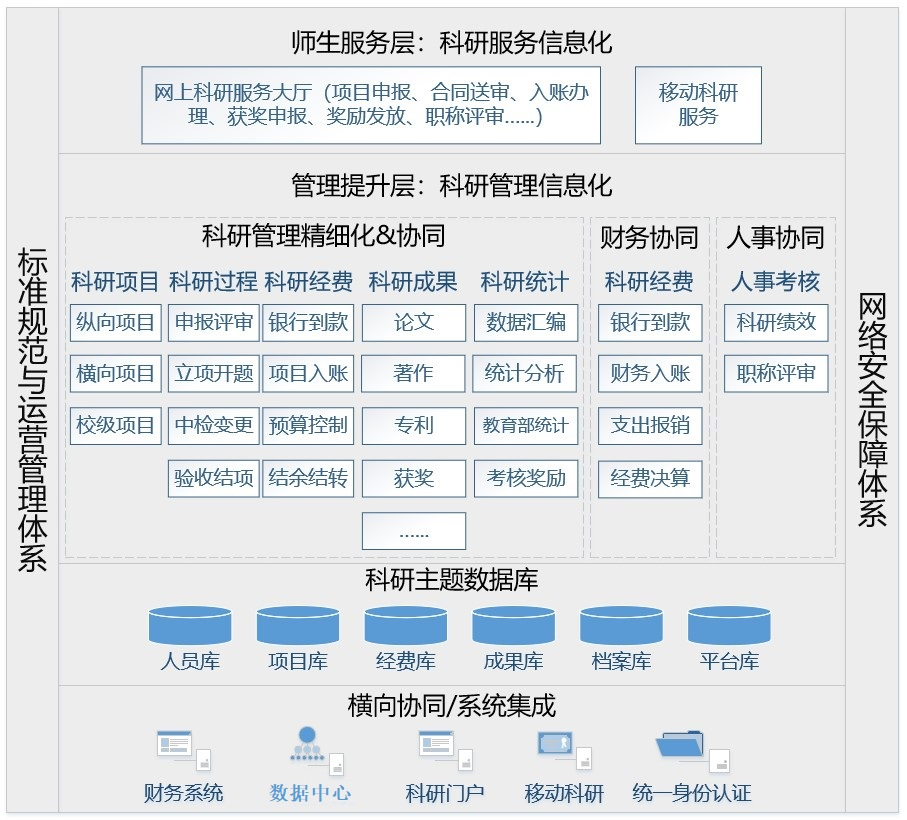 师生服务层：科研服务信息化
网上科研服务大厅（项目申报、合同送审、入账办
理、获奖申报、奖励发放、职称评审......）
移动科研
服务
管理提升层：科研管理信息化
科研管理精细化&协同
科研项目
科研过程
科研经费
科研成果
科研统计
纵向项目
申报评审
银行到款
论文
数据汇编
横向项目
立项开题
项目入账
著作
统计分析
校级项目
中检变更
预算控制
专利
教育部统计
验收结项
结余结转
获奖
考核奖励
......
财务协同
科研经费
银行到款
财务入账
支出报销
经费决算
人事协同
人事考核
科研绩效
职称评审
标准规范与运营管理体系
网络安全保障体系
科研主题数据库
人员库
项目库
经费库
成果库
档案库
平台库
横向协同/系统集成
财务系统
数据中心
科研门户
移动科研
统一身份认证